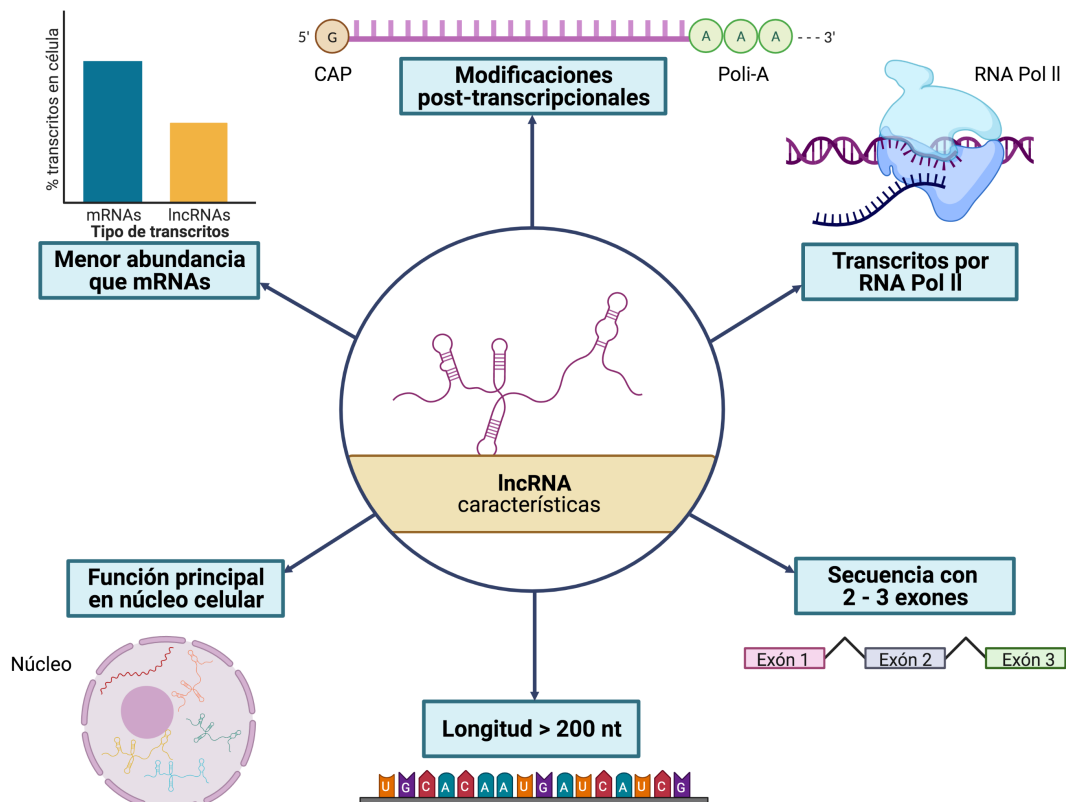 % transcritos en célula
mRNAs lncRNAs
Tipo de transcritos
Menor abundancia
que mRNAs
5' G A A A --- 3'
CAP Poli-A
Modificaciones
post-transcripcionales
RNA Pol II
Transcritos por
RNA Pol II
lncRNA
características
Función principal
en núcleo celular
Núcleo
Secuencia con
2 - 3 exones
Exón 1 Exón 2 Exón 3
Longitud > 200 nt
U G C A C A A U G A U C A U C G